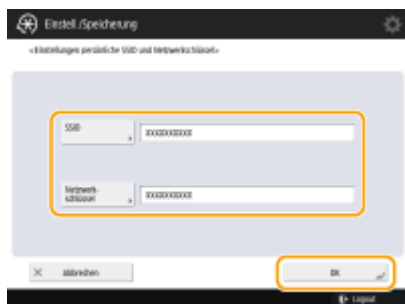 Einstell./Speicherung
<Einstellungen persönliche SSID und Netzwerkschlüssel>
SSID
XXXXXXXXXX
Netzwerk-
schlüssel
XXXXXXXXXX
Abbrechen
OK
Logout